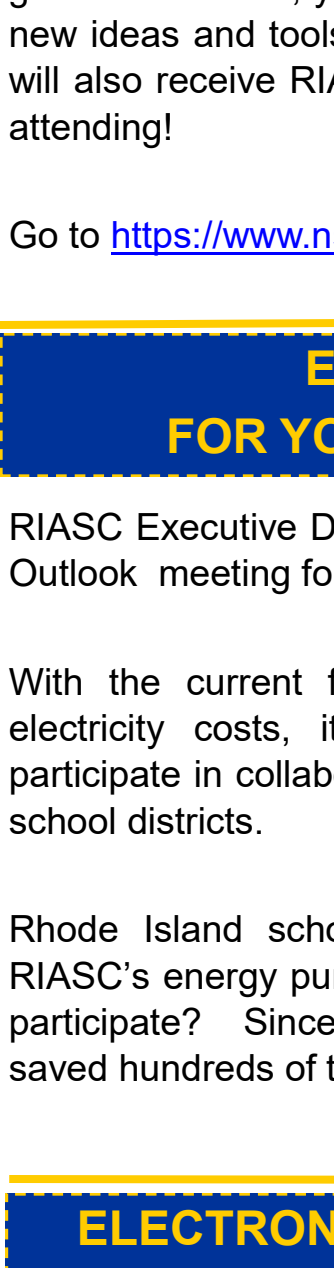 new ideas and tools
will also receive RIA
attending!
Go to https://www.n
E
FOR YO
RIASC Executive D
Outlook meeting fo
With the current f
electricity costs, it
participate in collab
school districts.
Rhode Island scho
RIASC's energy pu
participate? Since
saved hundreds of t
ELECTRON